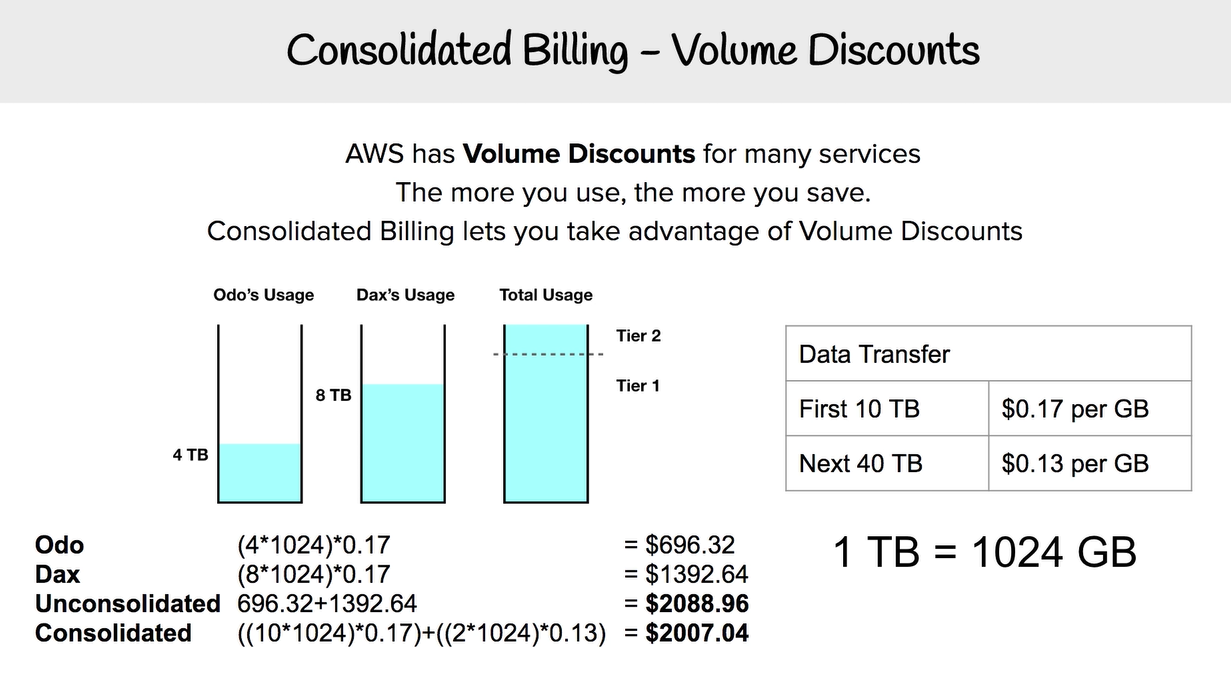 Consolidated Billing – Volume Discounts
AWS has Volume Discounts for many services
The more you use, the more you save.
Consolidated Billing lets you take advantage of Volume Discounts
Odo's Usage
Dax's Usage
Total Usage
4 TB
8 TB
Tier 2
Tier 1
Data Transfer
First 10 TB $0.17 per GB
Next 40 TB $0.13 per GB
1 TB = 1024 GB
Odo (4*1024)*0.17 = $696.32
Dax (8*1024)*0.17 = $1392.64
Unconsolidated 696.32+1392.64 = $2088.96
Consolidated ((10*1024)*0.17)+((2*1024)*0.13) = $2007.04